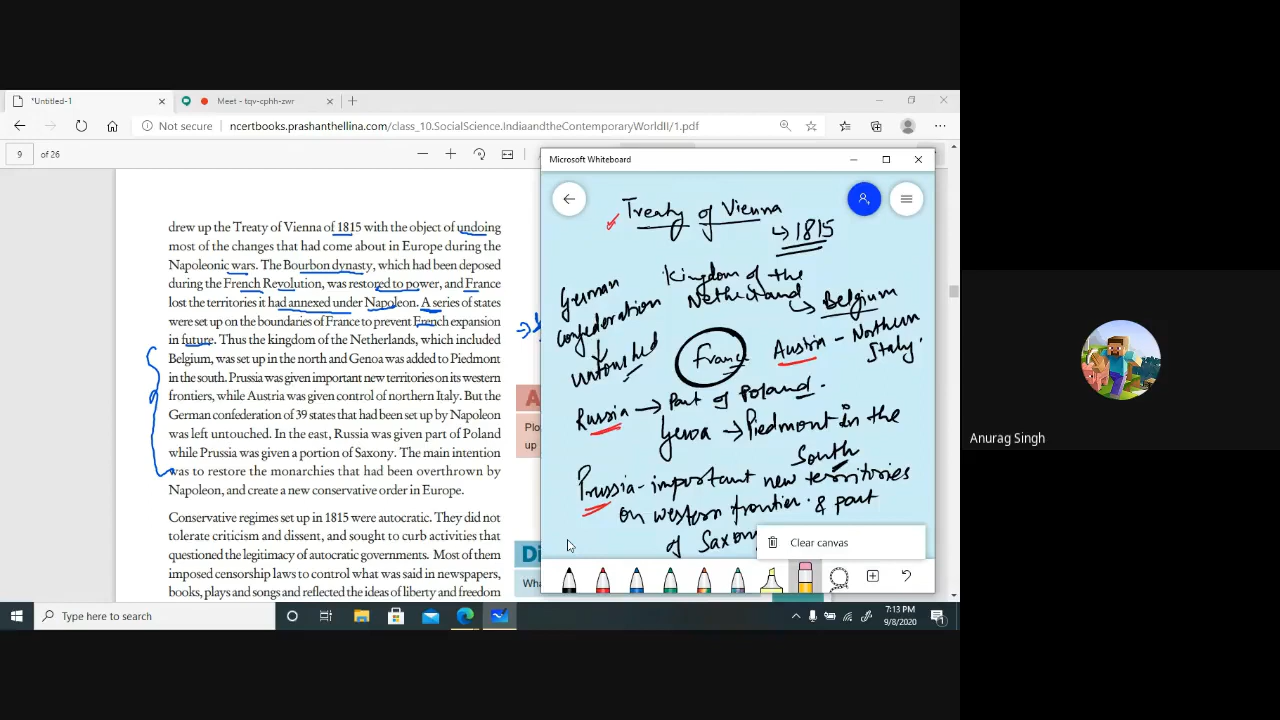 *Untitled-1
Meet - tqv-cphh-zwr
Not secure
ncertbooks.prashanthellina.com/class_10.SocialScience.IndiaandtheContemporaryWorldII/1.pdf
9 of 26
drew up the Treaty of Vienna of 1815 with the object of undoing
most of the changes that had come about in Europe during the
Napoleonic wars. The Bourbon dynasty, which had been deposed
during the French Revolution, was restored to power, and France
lost the territories it had annexed under Napoleon. A series of states
were set up on the boundaries of France to prevent French expansion
in future. Thus the kingdom of the Netherlands, which included
Belgium, was set up in the north and Genoa was added to Piedmont
in the south. Prussia was given important new territories on its western
frontiers, while Austria was given control of northern Italy. But the
German confederation of 39 states that had been set up by Napoleon
was left untouched. In the east, Russia was given part of Poland
while Prussia was given a portion of Saxony. The main intention
was to restore the monarchies that had been overthrown by
Napoleon, and create a new conservative order in Europe.
Conservative regimes set up in 1815 were autocratic. They did not
tolerate criticism and dissent, and sought to curb activities that
questioned the legitimacy of autocratic governments. Most of them
imposed censorship laws to control what was said in newspapers,
books, plays and songs and reflected the ideas of liberty and freedom
A
Plo
up
Di
Wha
Microsoft Whiteboard
Treaty of Vienna
→ 1815
German
confederation
untouched
Kingdom of the
Netherland
→ Belgium
France
Austria - Northern
Italy.
Russia → Part of Poland.
Genoa → Piedmont in the
South
Prussia - important new territories
on western frontier. & part
of Saxony
Clear canvas
Type here to search
7:13 PM
9/8/2020
Anurag Singh